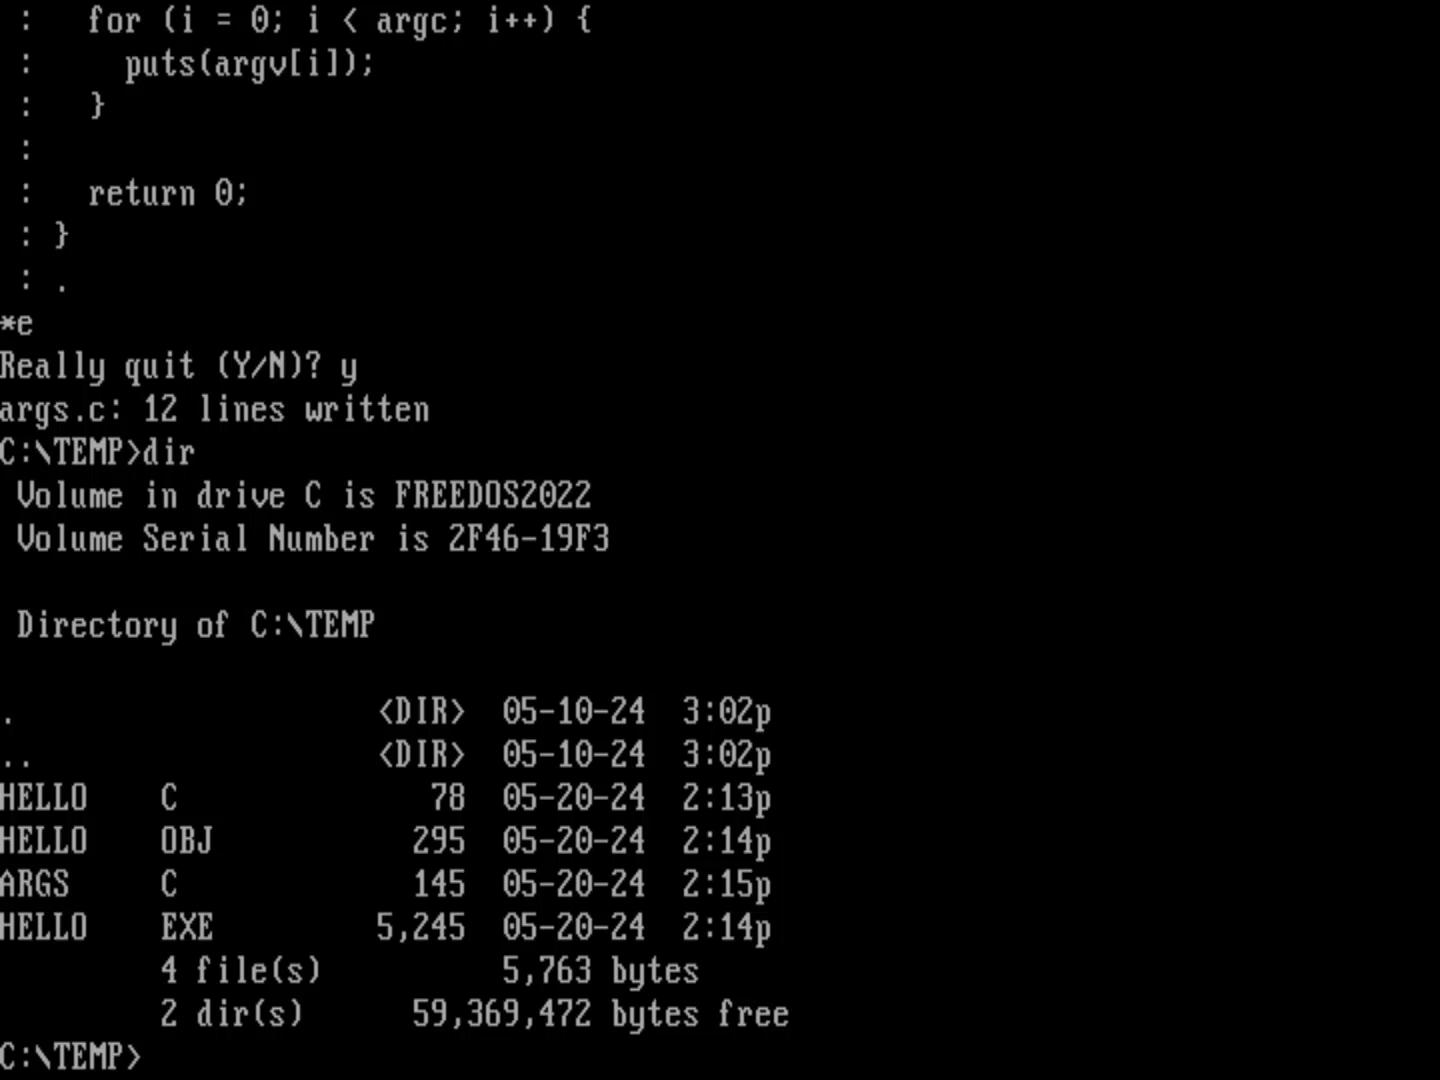 :   for (i = 0; i < argc; i++) {
:     puts(argv[i]);
:   }
:
:   return 0;
: }
: .
*e
Really quit (Y/N)? y
args.c: 12 lines written
C:\TEMP>dir
 Volume in drive C is FREEDOS2022
 Volume Serial Number is 2F46-19F3

 Directory of C:\TEMP

.                    <DIR>  05-10-24  3:02p
..                   <DIR>  05-10-24  3:02p
HELLO    C               78  05-20-24  2:13p
HELLO    OBJ            295  05-20-24  2:14p
ARGS     C              145  05-20-24  2:15p
HELLO    EXE          5,245  05-20-24  2:14p
         4 file(s)          5,763 bytes
         2 dir(s)      59,369,472 bytes free
C:\TEMP>